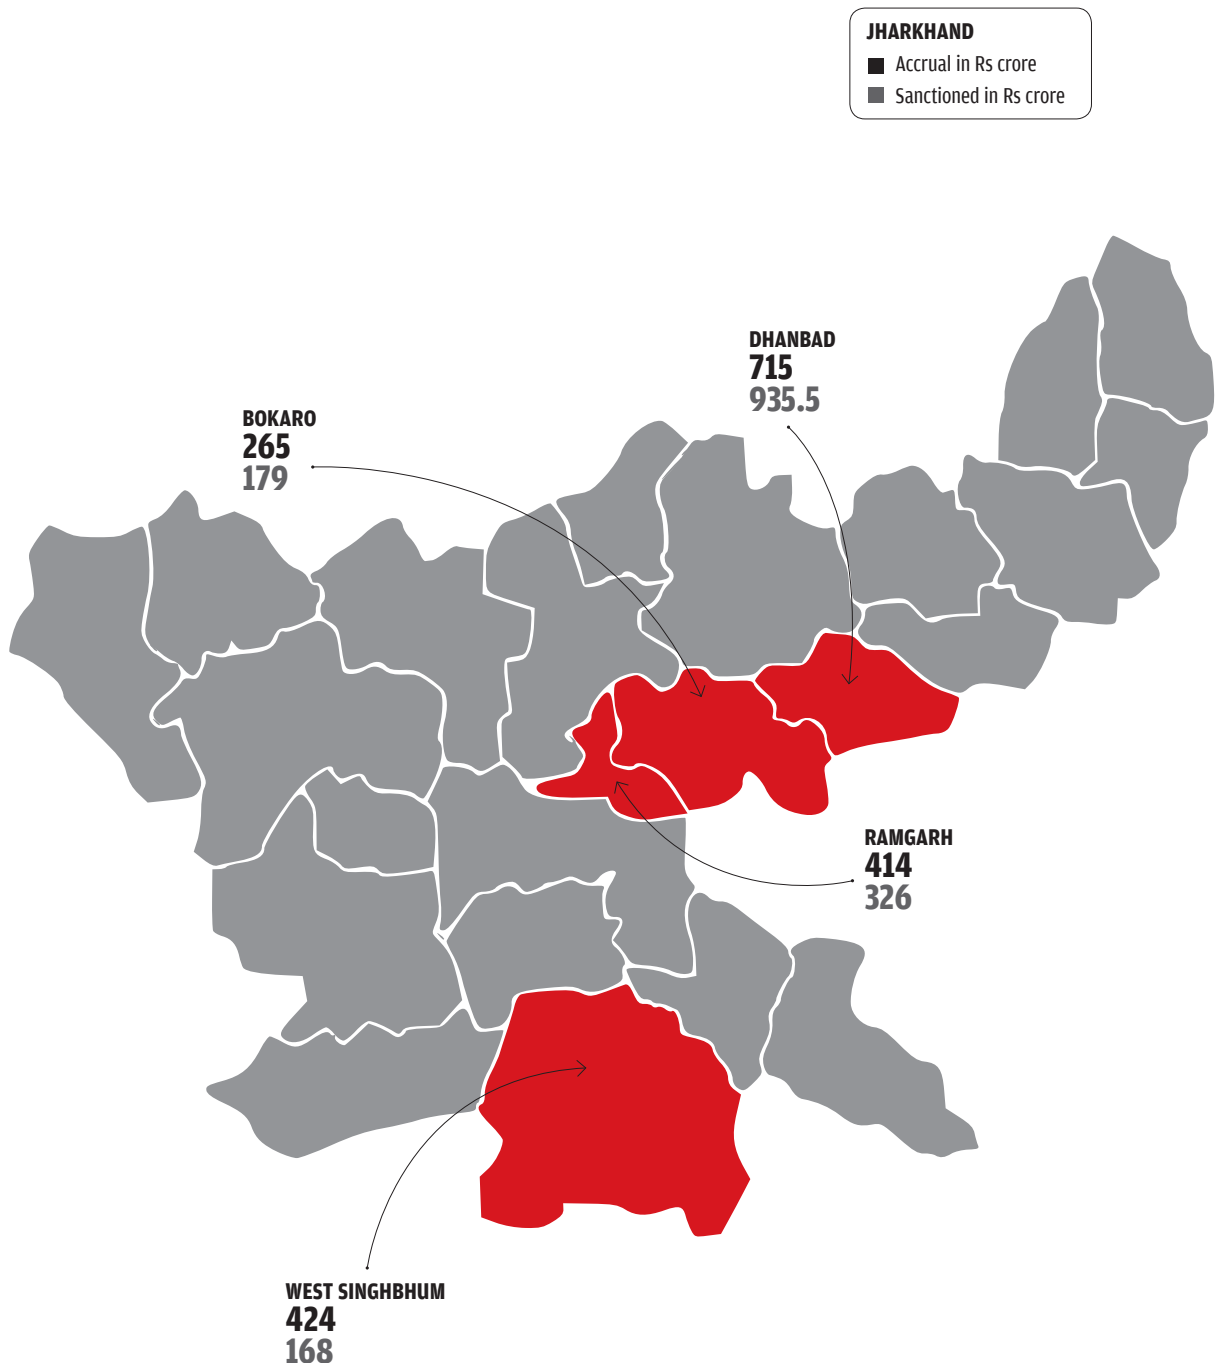 JHARKHAND
Accrual in Rs crore
Sanctioned in Rs crore
DHANBAD
715
935.5
BOKARO
265
179
RAMGARH
414
326
WEST SINGHBHUM
424
168